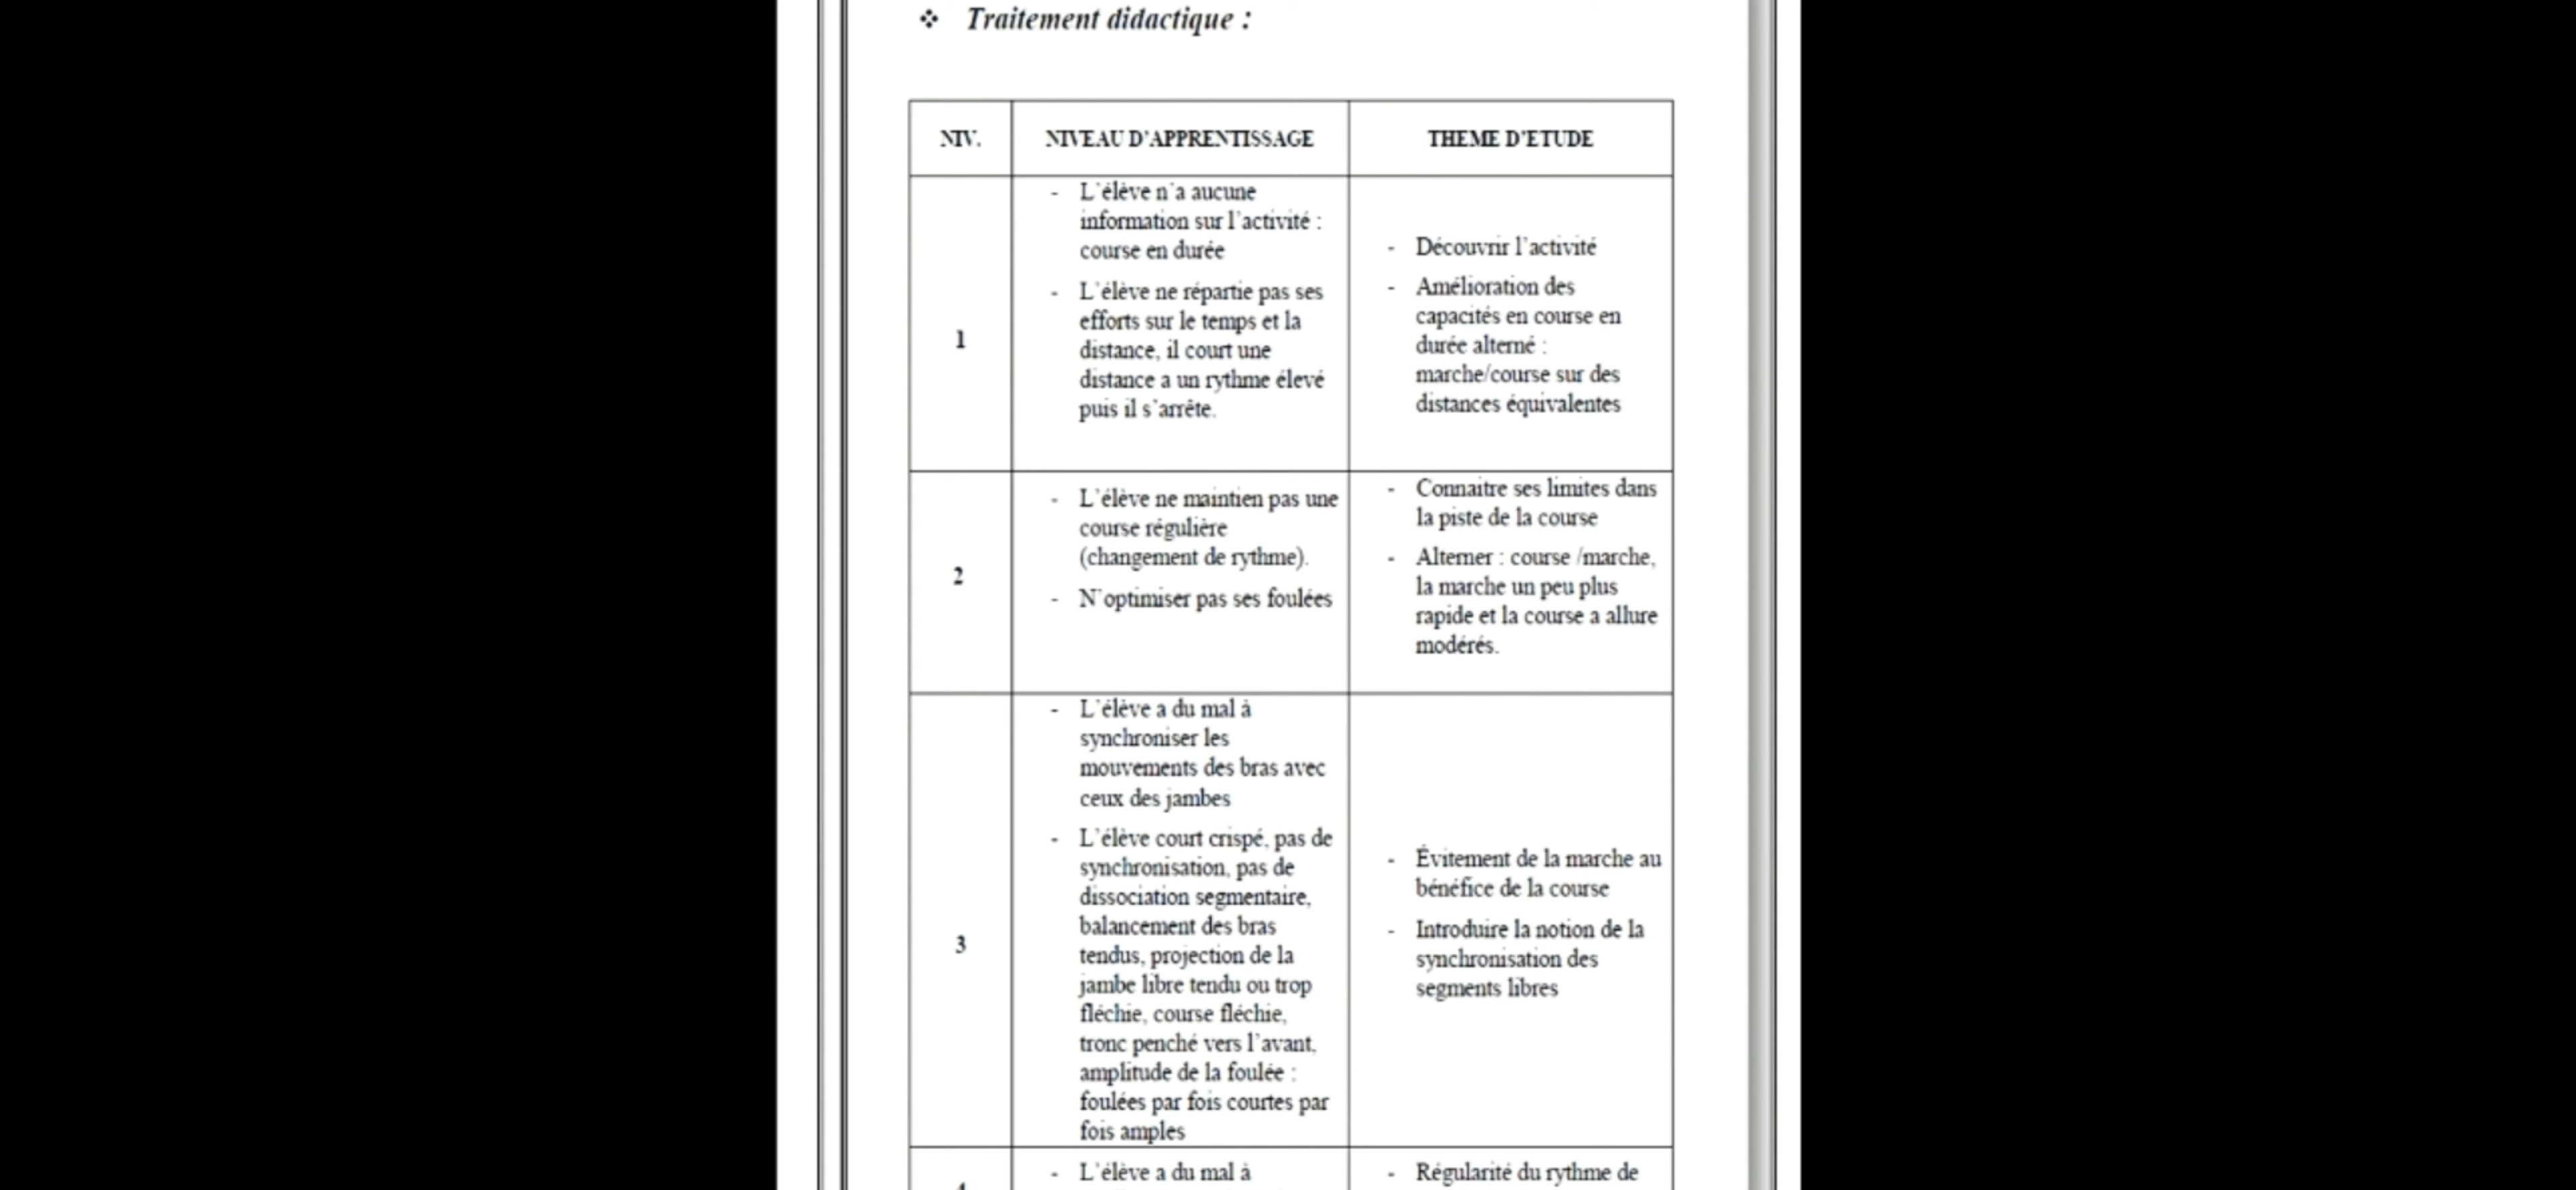 ❖ Traitement didactique :
NIV.
NIVEAU D'APPRENTISSAGE
THEME D'ETUDE
1
- L'élève n'a aucune
information sur l'activité :
course en durée
- L'élève ne répartie pas ses
efforts sur le temps et la
distance, il court une
distance a un rythme élevé
puis il s'arrête.
- Découvrir l'activité
- Amélioration des
capacités en course en
durée alterné :
marche/course sur des
distances équivalentes
2
- L'élève ne maintien pas une
course régulière
(changement de rythme).
- N'optimiser pas ses foulées
- Connaitre ses limites dans
la piste de la course
- Alterner : course /marche,
la marche un peu plus
rapide et la course a allure
modérés.
3
- L'élève a du mal à
synchroniser les
mouvements des bras avec
ceux des jambes
- L'élève court crispé, pas de
synchronisation, pas de
dissociation segmentaire,
balancement des bras
tendus, projection de la
jambe libre tendu ou trop
fléchie, course fléchie,
tronc penché vers l'avant,
amplitude de la foulée :
foulées par fois courtes par
fois amples
- Évitement de la marche au
bénéfice de la course
- Introduire la notion de la
synchronisation des
segments libres
- L'élève a du mal à
- Régularité du rythme de